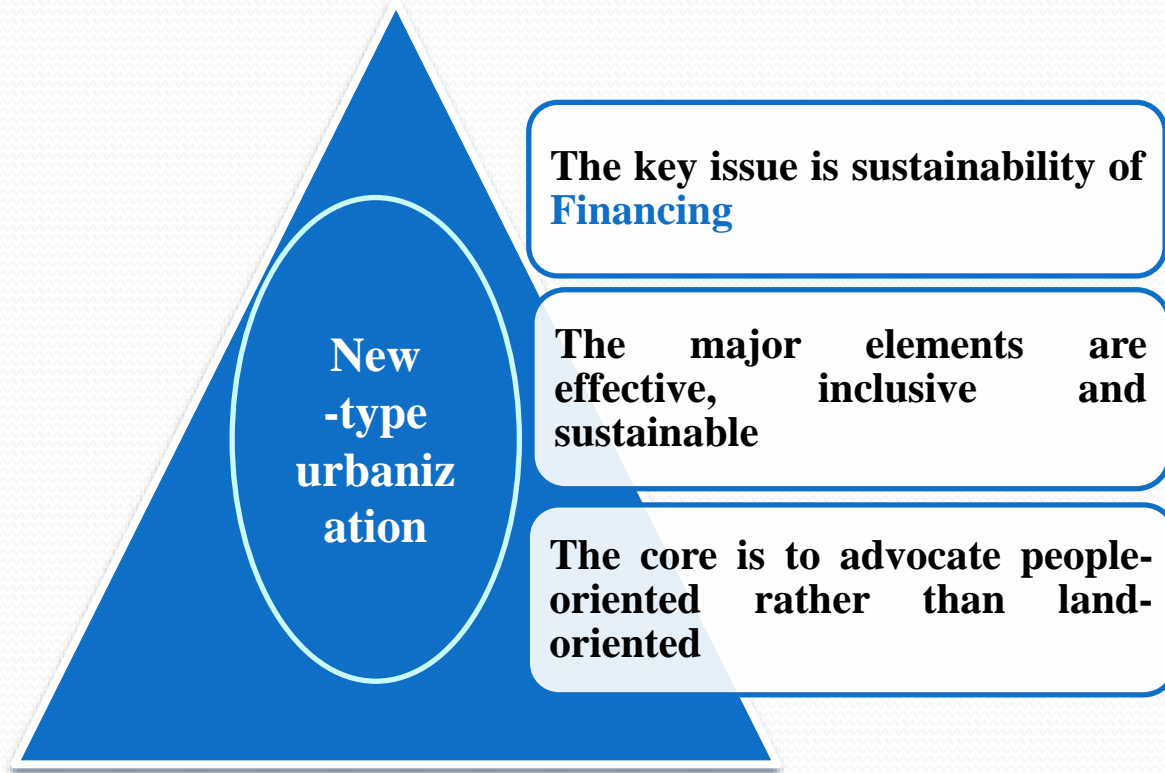 New
-type
urbaniz
ation
The key issue is sustainability of
Financing
The major elements are
effective, inclusive and
sustainable
The core is to advocate people-
oriented rather than land-
oriented